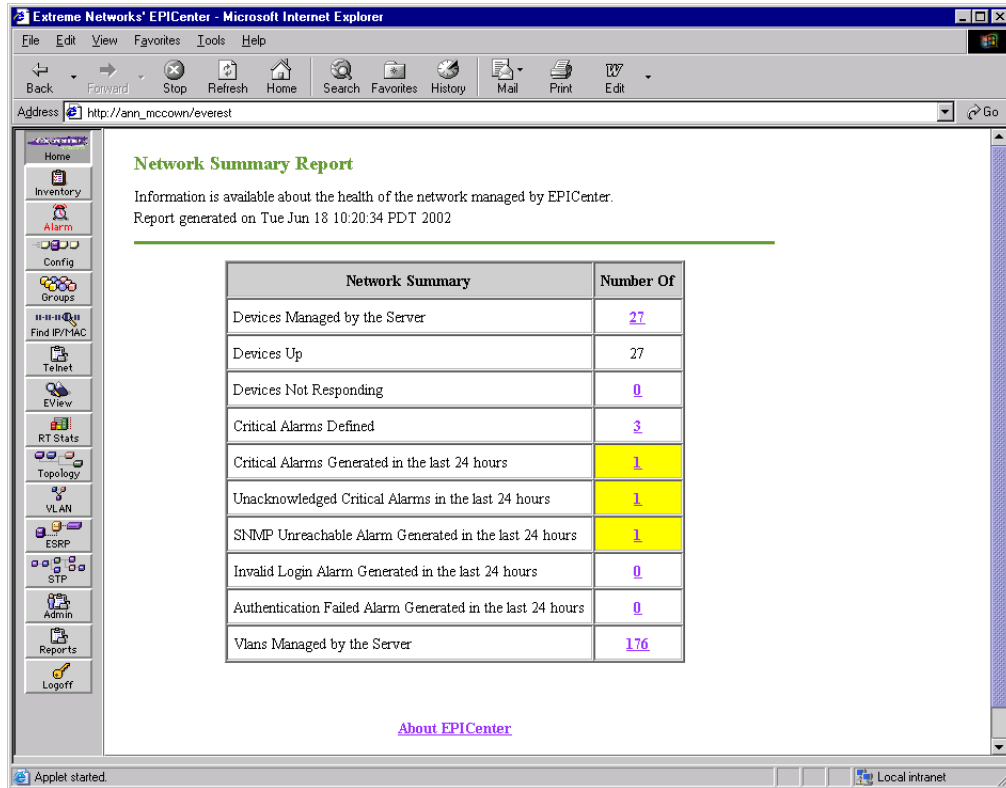 Extreme Networks' EPICenter - Microsoft Internet Explorer
File Edit View Favorites Tools Help
Back Forward Stop Refresh Home Search Favorites History Mail Print Edit
Address http://ann_mccown/everest Go
Home
Inventory
Alarm
Config
Groups
Find IP/MAC
Telnet
EView
RT Stats
Topology
VLAN
ESRP
STP
Admin
Reports
Logoff
Network Summary Report
Information is available about the health of the network managed by EPICenter.
Report generated on Tue Jun 18 10:20:34 PDT 2002
Network Summary Number Of
Devices Managed by the Server 27
Devices Up 27
Devices Not Responding 0
Critical Alarms Defined 3
Critical Alarms Generated in the last 24 hours 1
Unacknowledged Critical Alarms in the last 24 hours 1
SNMP Unreachable Alarm Generated in the last 24 hours 1
Invalid Login Alarm Generated in the last 24 hours 0
Authentication Failed Alarm Generated in the last 24 hours 0
Vlans Managed by the Server 176
About EPICenter
Applet started. Local intranet